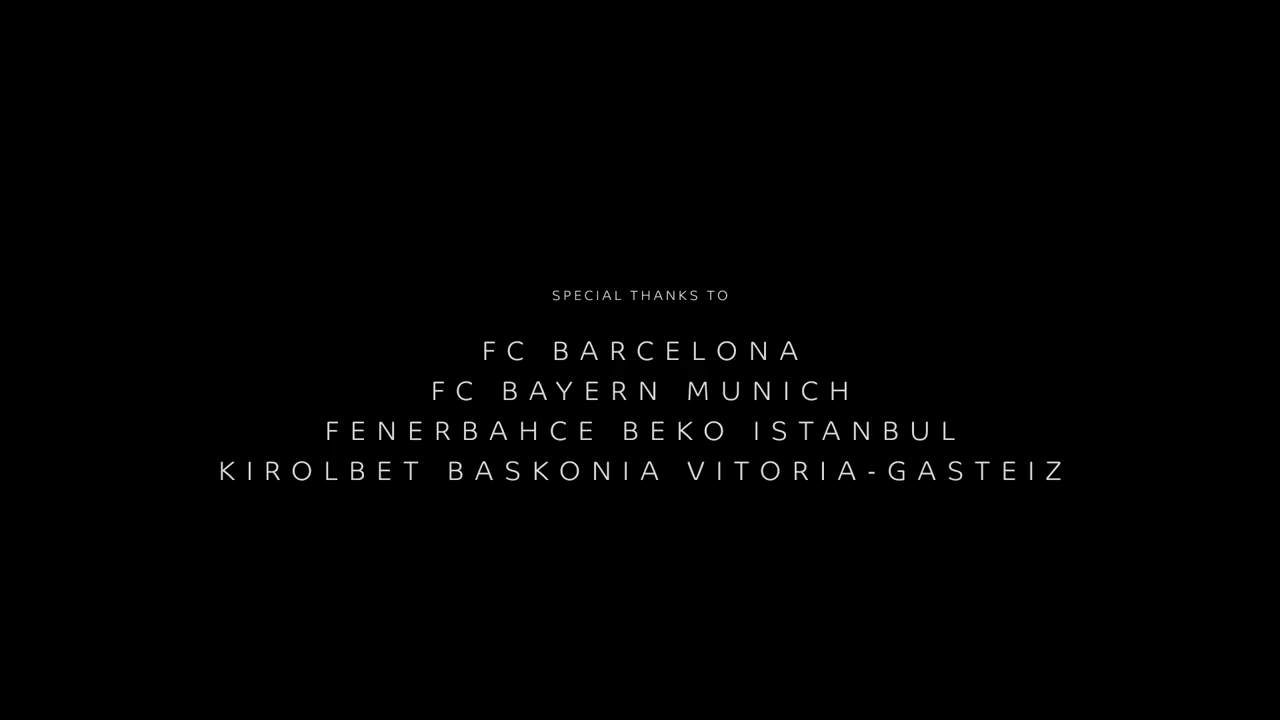 SPECIAL THANKS TO
FC BARCELONA
FC BAYERN MUNICH
FENERBAHCE BEKO ISTANBUL
KIROLBET BASKONIA VITORIA-GASTEIZ